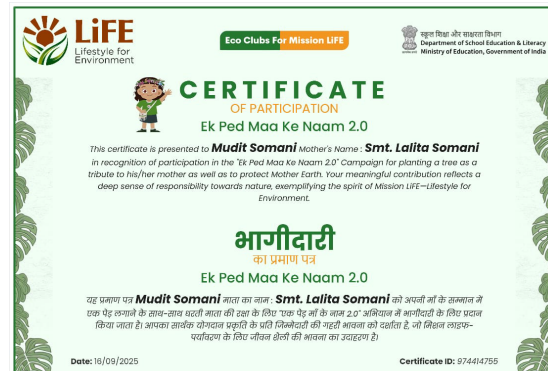 LiFE
Lifestyle for
Environment
Eco Clubs For Mission LiFE
स्कूल शिक्षा और साक्षरता विभाग
Department of School Education & Literacy
Ministry of Education, Government of India
CERTIFICATE
OF PARTICIPATION
Ek Ped Maa Ke Naam 2.0
This certificate is presented to Mudit Somani Mother's Name : Smt. Lalita Somani
in recognition of participation in the "Ek Ped Maa Ke Naam 2.0" Campaign for planting a tree as a
tribute to his/her mother as well as to protect Mother Earth. Your meaningful contribution reflects a
deep sense of responsibility towards nature, exemplifying the spirit of Mission LiFE—Lifestyle for
Environment.
भागीदारी
का प्रमाण पत्र
Ek Ped Maa Ke Naam 2.0
यह प्रमाण पत्र Mudit Somani माता का नाम : Smt. Lalita Somani को अपनी माँ के सम्मान में
एक पेड़ लगाने के साथ-साथ धरती माता की रक्षा के लिए "एक पेड़ माँ के नाम 2.0" अभियान में भागीदारी के लिए प्रदान
किया जाता है। आपका सार्थक योगदान प्रकृति के प्रति जिम्मेदारी की गहरी भावना को दर्शाता है, जो मिशन लाइफ-
पर्यावरण के लिए जीवन शैली की भावना का उदाहरण है।
Date: 16/09/2025
Certificate ID: 974414755